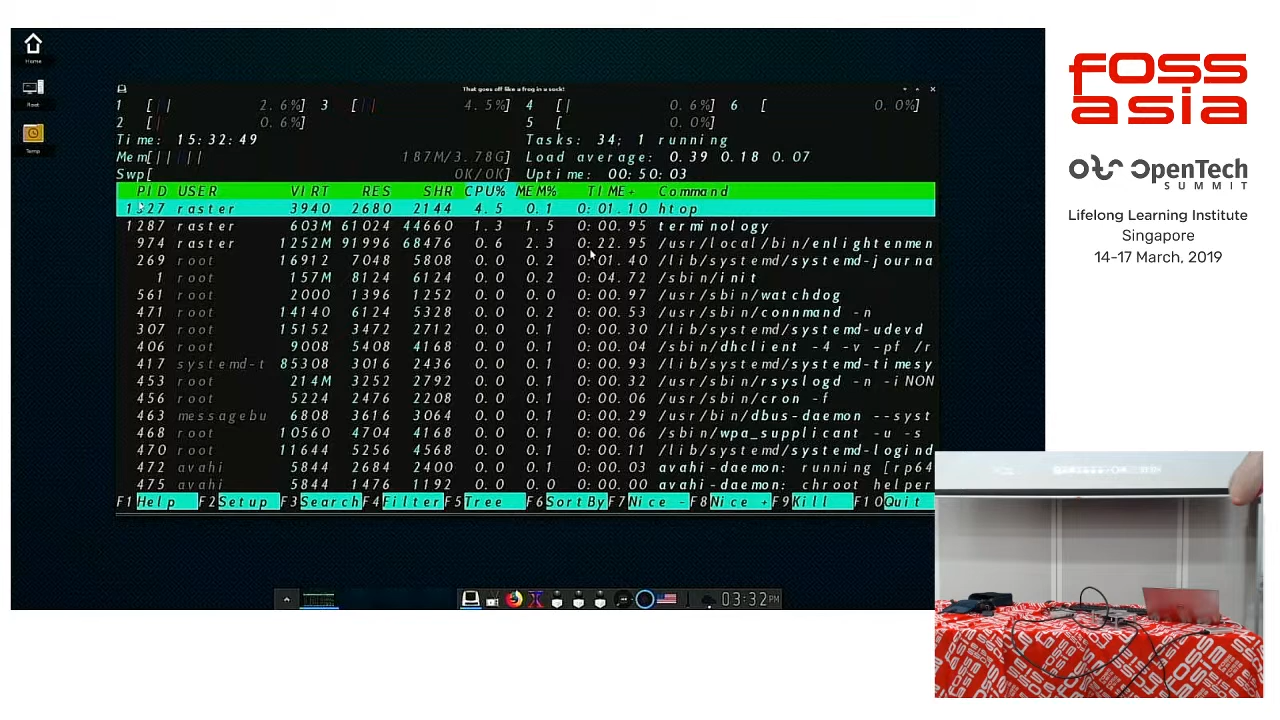 Home
Root
Temp
That goes off like a frog in a sock!
1 [|| 2.6%] 3 [|| 4.5%] 4 [| 0.6%] 6 [ 0.0%]
2 [| 0.6%] 5 [ 0.0%]
Time: 15:32:49 Tasks: 34; 1 running
Mem[|||||| 187M/3.78G] Load average: 0.39 0.18 0.07
Swp[ 0K/0K] Uptime: 00:50:03
PID USER VIRT RES SHR CPU% MEM% TIME+ Command
1327 raster 3940 2680 2144 4.5 0.1 0:01.10 htop
1287 raster 603M 61024 44660 1.3 1.5 0:00.95 terminology
974 raster 1252M 91996 68476 0.6 2.3 0:22.95 /usr/local/bin/enlightenmen
269 root 16912 7048 5808 0.0 0.2 0:01.40 /lib/systemd/systemd-journa
1 root 157M 8124 6124 0.0 0.2 0:04.72 /sbin/init
561 root 2000 1396 1252 0.0 0.0 0:00.97 /usr/sbin/watchdog
471 root 14140 6124 5328 0.0 0.2 0:00.53 /usr/sbin/connmand -n
307 root 15152 3472 2712 0.0 0.1 0:00.30 /lib/systemd/systemd-udevd
406 root 9008 5408 4168 0.0 0.1 0:00.04 /sbin/dhclient -4 -v -pf /r
417 systemd-t 85308 3016 2436 0.0 0.1 0:00.93 /lib/systemd/systemd-timesy
453 root 214M 3252 2792 0.0 0.1 0:00.32 /usr/sbin/rsyslogd -n -iNON
456 root 5224 2476 2208 0.0 0.1 0:00.06 /usr/sbin/cron -f
463 messagebu 6808 3616 3064 0.0 0.1 0:00.29 /usr/bin/dbus-daemon --syst
468 root 10560 4704 4168 0.0 0.1 0:00.06 /sbin/wpa_supplicant -u -s
470 root 11644 5256 4568 0.0 0.1 0:00.11 /lib/systemd/systemd-logind
472 avahi 5844 2684 2400 0.0 0.1 0:00.03 avahi-daemon: running [rp64
475 avahi 5844 1476 1192 0.0 0.0 0:00.00 avahi-daemon: chroot helper
F1Help F2Setup F3SearchF4FilterF5Tree F6SortByF7Nice -F8Nice +F9Kill F10Quit
03:32PM
FOSS
ASIA
OpenTech
SUMMIT
Lifelong Learning Institute
Singapore
14-17 March, 2019